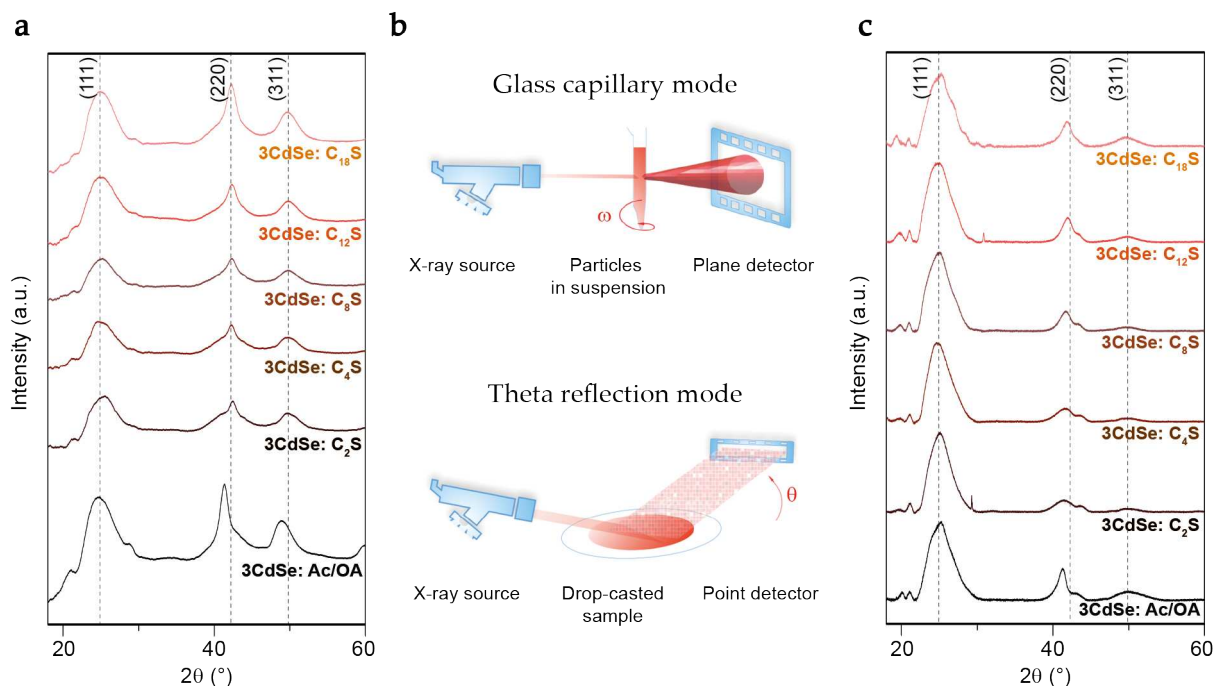 a
(111)
(220)
(311)
3CdSe: C18S
3CdSe: C12S
3CdSe: C8S
3CdSe: C4S
3CdSe: C2S
3CdSe: Ac/OA
Intensity (a.u.)
20
40
60
2θ (°)
b
Glass capillary mode
ω
X-ray source
Particles
in suspension
Plane detector
Theta reflection mode
θ
X-ray source
Drop-casted
sample
Point detector
c
(111)
(220)
(311)
3CdSe: C18S
3CdSe: C12S
3CdSe: C8S
3CdSe: C4S
3CdSe: C2S
3CdSe: Ac/OA
Intensity (a.u.)
20
40
60
2θ (°)